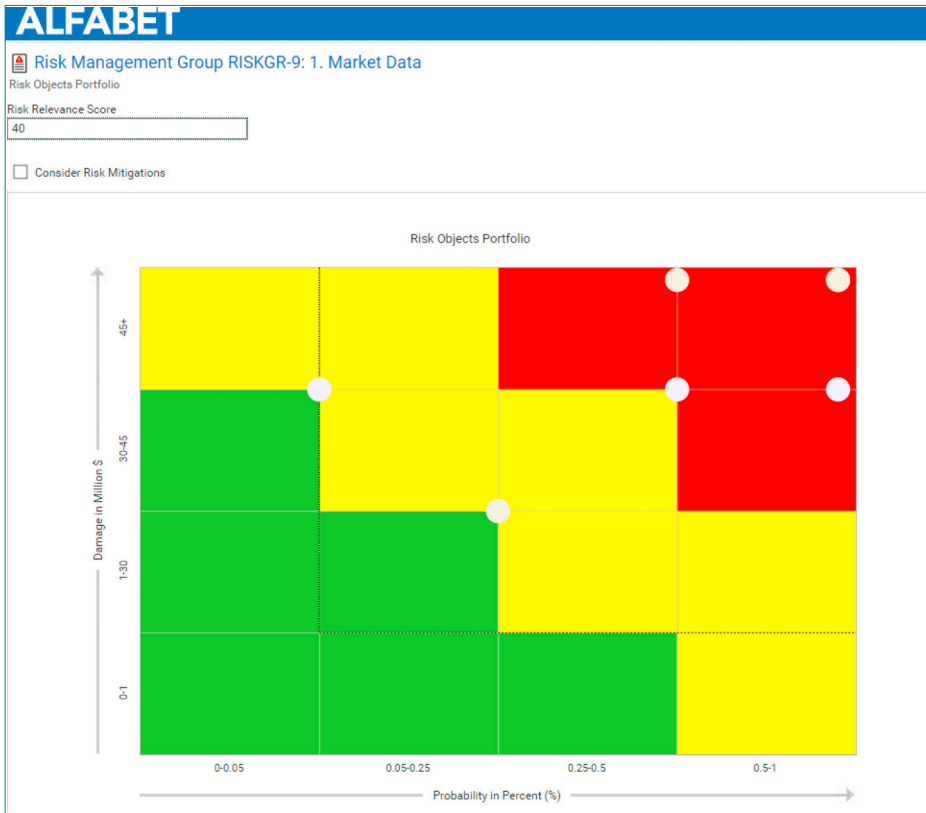 ALFABET
Risk Management Group RISKGR-9: 1. Market Data
Risk Objects Portfolio
Risk Relevance Score
40
Consider Risk Mitigations
Risk Objects Portfolio
Damage in Million $
45+
30-45
1-30
0-1
0-0.05
0.05-0.25
0.25-0.5
0.5-1
Probability in Percent (%)